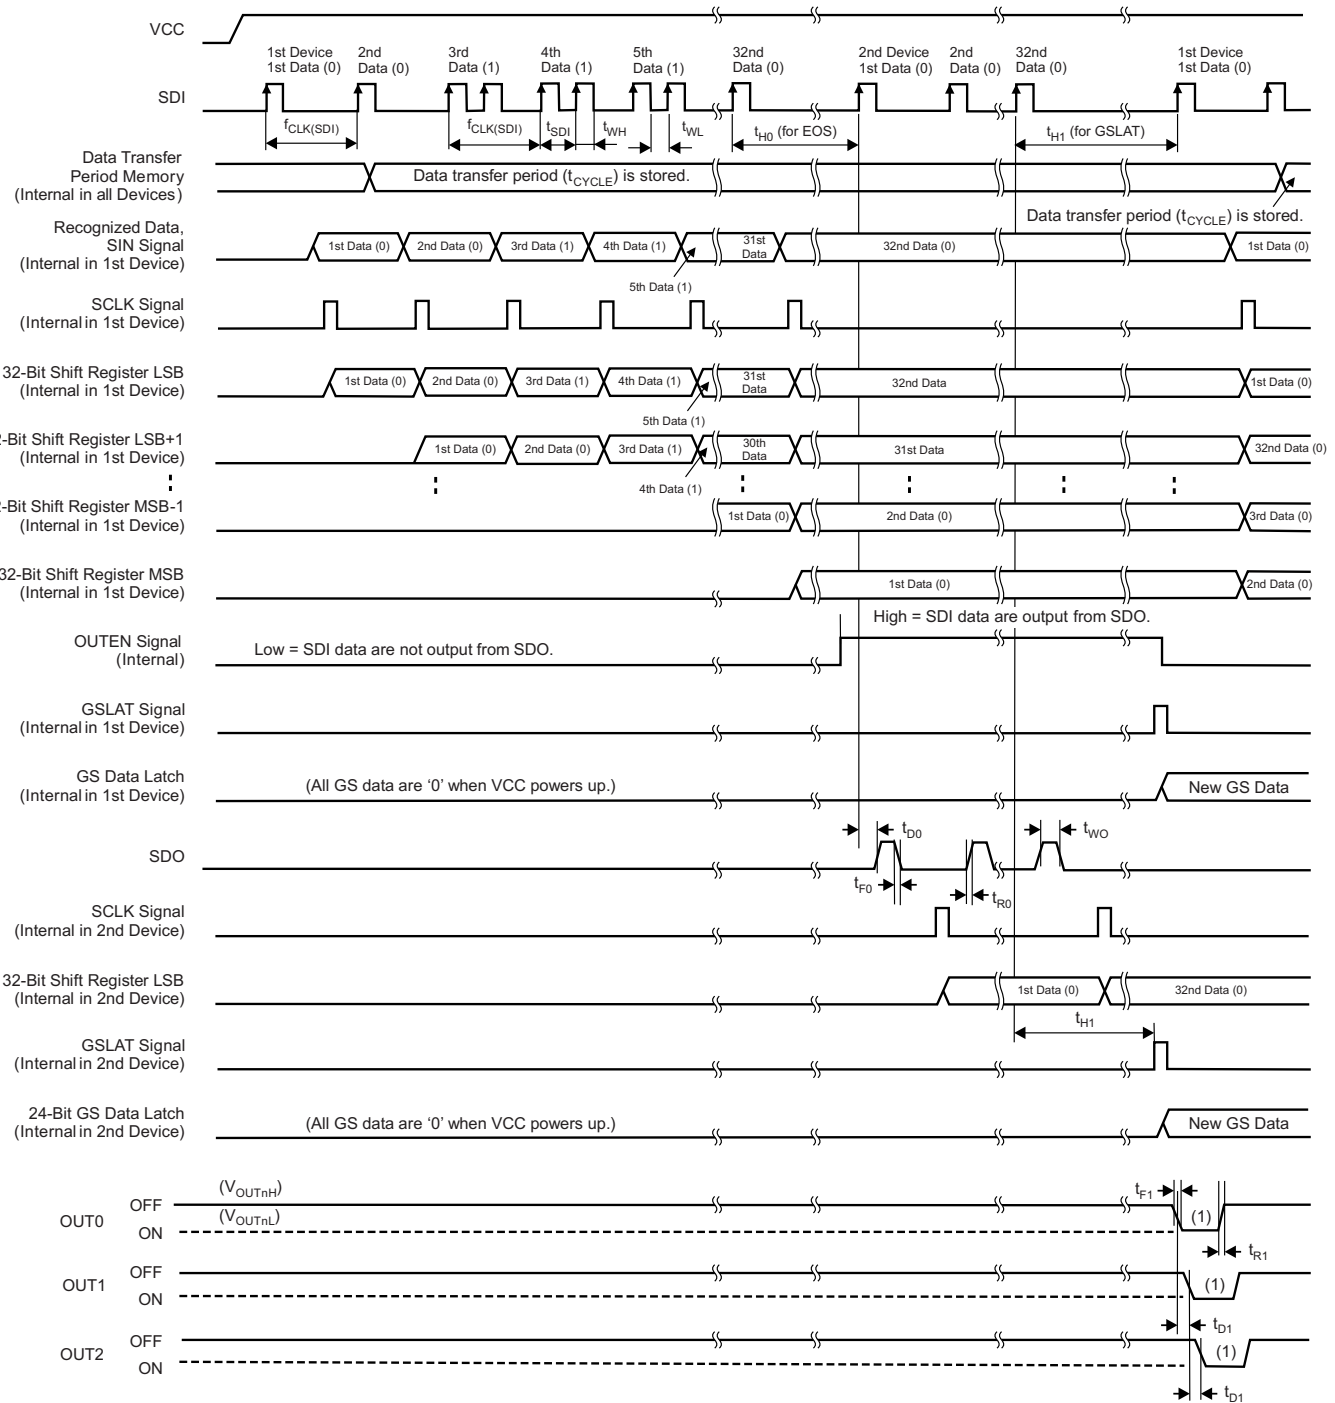 VCC
1st Device 2nd 3rd 4th 5th 32nd 2nd Device 2nd 32nd 1st Device
1st Data (0) Data (0) Data (1) Data (1) Data (1) Data (0) 1st Data (0) Data (0) Data (0) 1st Data (0)
SDI
fCLK(SDI) fCLK(SDI) tSDI tWH tWL tH0 (for EOS) tH1 (for GSLAT)
Data Transfer
Period Memory
(Internal in all Devices)
Data transfer period (tCYCLE) is stored.
Data transfer period (tCYCLE) is stored.
Recognized Data,
SIN Signal
(Internal in 1st Device)
1st Data (0) 2nd Data (0) 3rd Data (1) 4th Data (1) 31st Data 32nd Data (0) 1st Data (0)
5th Data (1)
SCLK Signal
(Internal in 1st Device)
32-Bit Shift Register LSB
(Internal in 1st Device)
1st Data (0) 2nd Data (0) 3rd Data (1) 4th Data (1) 31st Data 32nd Data 1st Data (0)
5th Data (1)
2-Bit Shift Register LSB+1
(Internal in 1st Device)
1st Data (0) 2nd Data (0) 3rd Data (1) 30th Data 31st Data 32nd Data (0)
4th Data (1)
2-Bit Shift Register MSB-1
(Internal in 1st Device)
1st Data (0) 2nd Data (0) 3rd Data (0)
32-Bit Shift Register MSB
(Internal in 1st Device)
1st Data (0) 2nd Data (0)
High = SDI data are output from SDO.
OUTEN Signal
(Internal)
Low = SDI data are not output from SDO.
GSLAT Signal
(Internal in 1st Device)
GS Data Latch
(Internal in 1st Device)
(All GS data are ‘0’ when VCC powers up.) New GS Data
SDO
tD0 tWO
tF0 tR0
SCLK Signal
(Internal in 2nd Device)
32-Bit Shift Register LSB
(Internal in 2nd Device)
1st Data (0) 32nd Data (0)
tH1
GSLAT Signal
(Internal in 2nd Device)
24-Bit GS Data Latch
(Internal in 2nd Device)
(All GS data are ‘0’ when VCC powers up.) New GS Data
OUT0
OFF (VOUTnH) tF1
ON (VOUTnL) (1)
tR1
OUT1
OFF
ON (1)
tD1
OUT2
OFF
ON (1)
tD1